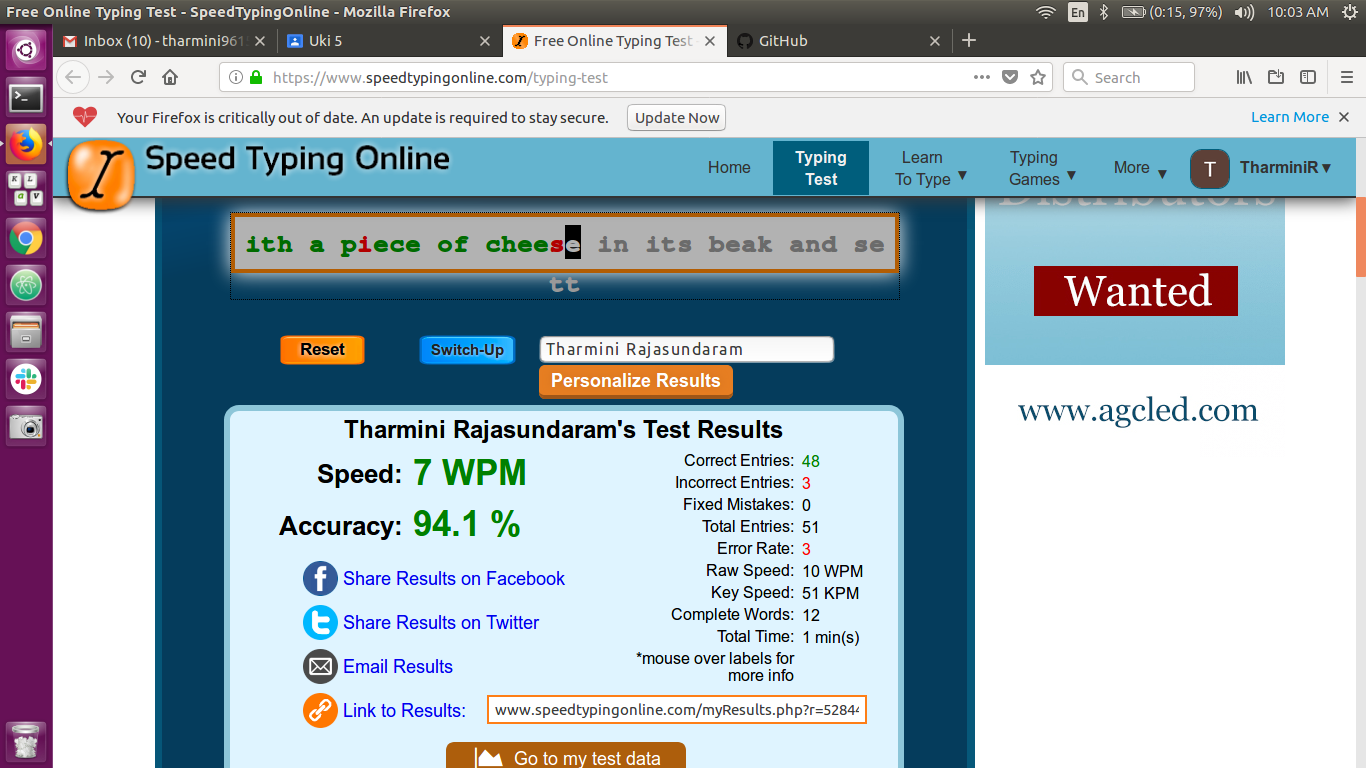 Free Online Typing Test - SpeedTypingOnline - Mozilla Firefox
En
(0:15, 97%)
10:03 AM
Inbox (10) - tharmini961
Uki 5
Free Online Typing Test
GitHub
https://www.speedtypingonline.com/typing-test
Search
Your Firefox is critically out of date. An update is required to stay secure.
Update Now
Learn More
Speed Typing Online
Home
Typing
Test
Learn
To Type ▼
Typing
Games ▼
More ▼
T
TharminiR ▾
Distributors
Wanted
www.agcled.com
ith a piece of cheese in its beak and se
tt
Reset
Switch-Up
Tharmini Rajasundaram
Personalize Results
Tharmini Rajasundaram's Test Results
Speed: 7 WPM
Accuracy: 94.1 %
Share Results on Facebook
Share Results on Twitter
Email Results
Link to Results:
www.speedtypingonline.com/myResults.php?r=52844
Correct Entries: 48
Incorrect Entries: 3
Fixed Mistakes: 0
Total Entries: 51
Error Rate: 3
Raw Speed: 10 WPM
Key Speed: 51 KPM
Complete Words: 12
Total Time: 1 min(s)
*mouse over labels for
more info
Go to my test data